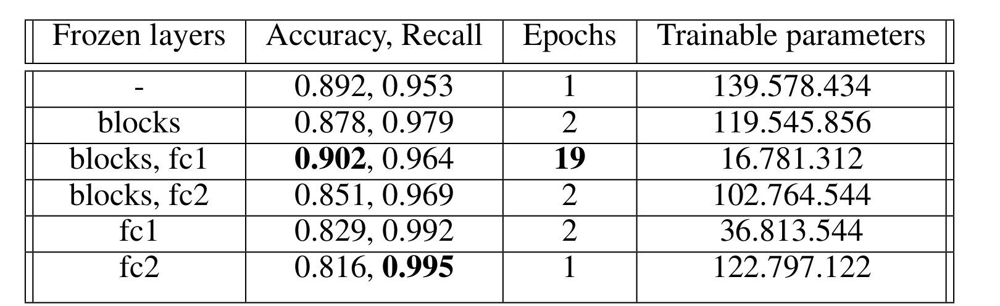 Frozen layers Accuracy, Recall Epochs Trainable parameters
- 0.892, 0.953 1 139.578.434
blocks 0.878, 0.979 2 119.545.856
blocks, fc1 0.902, 0.964 19 16.781.312
blocks, fc2 0.851, 0.969 2 102.764.544
fc1 0.829, 0.992 2 36.813.544
fc2 0.816, 0.995 1 122.797.122